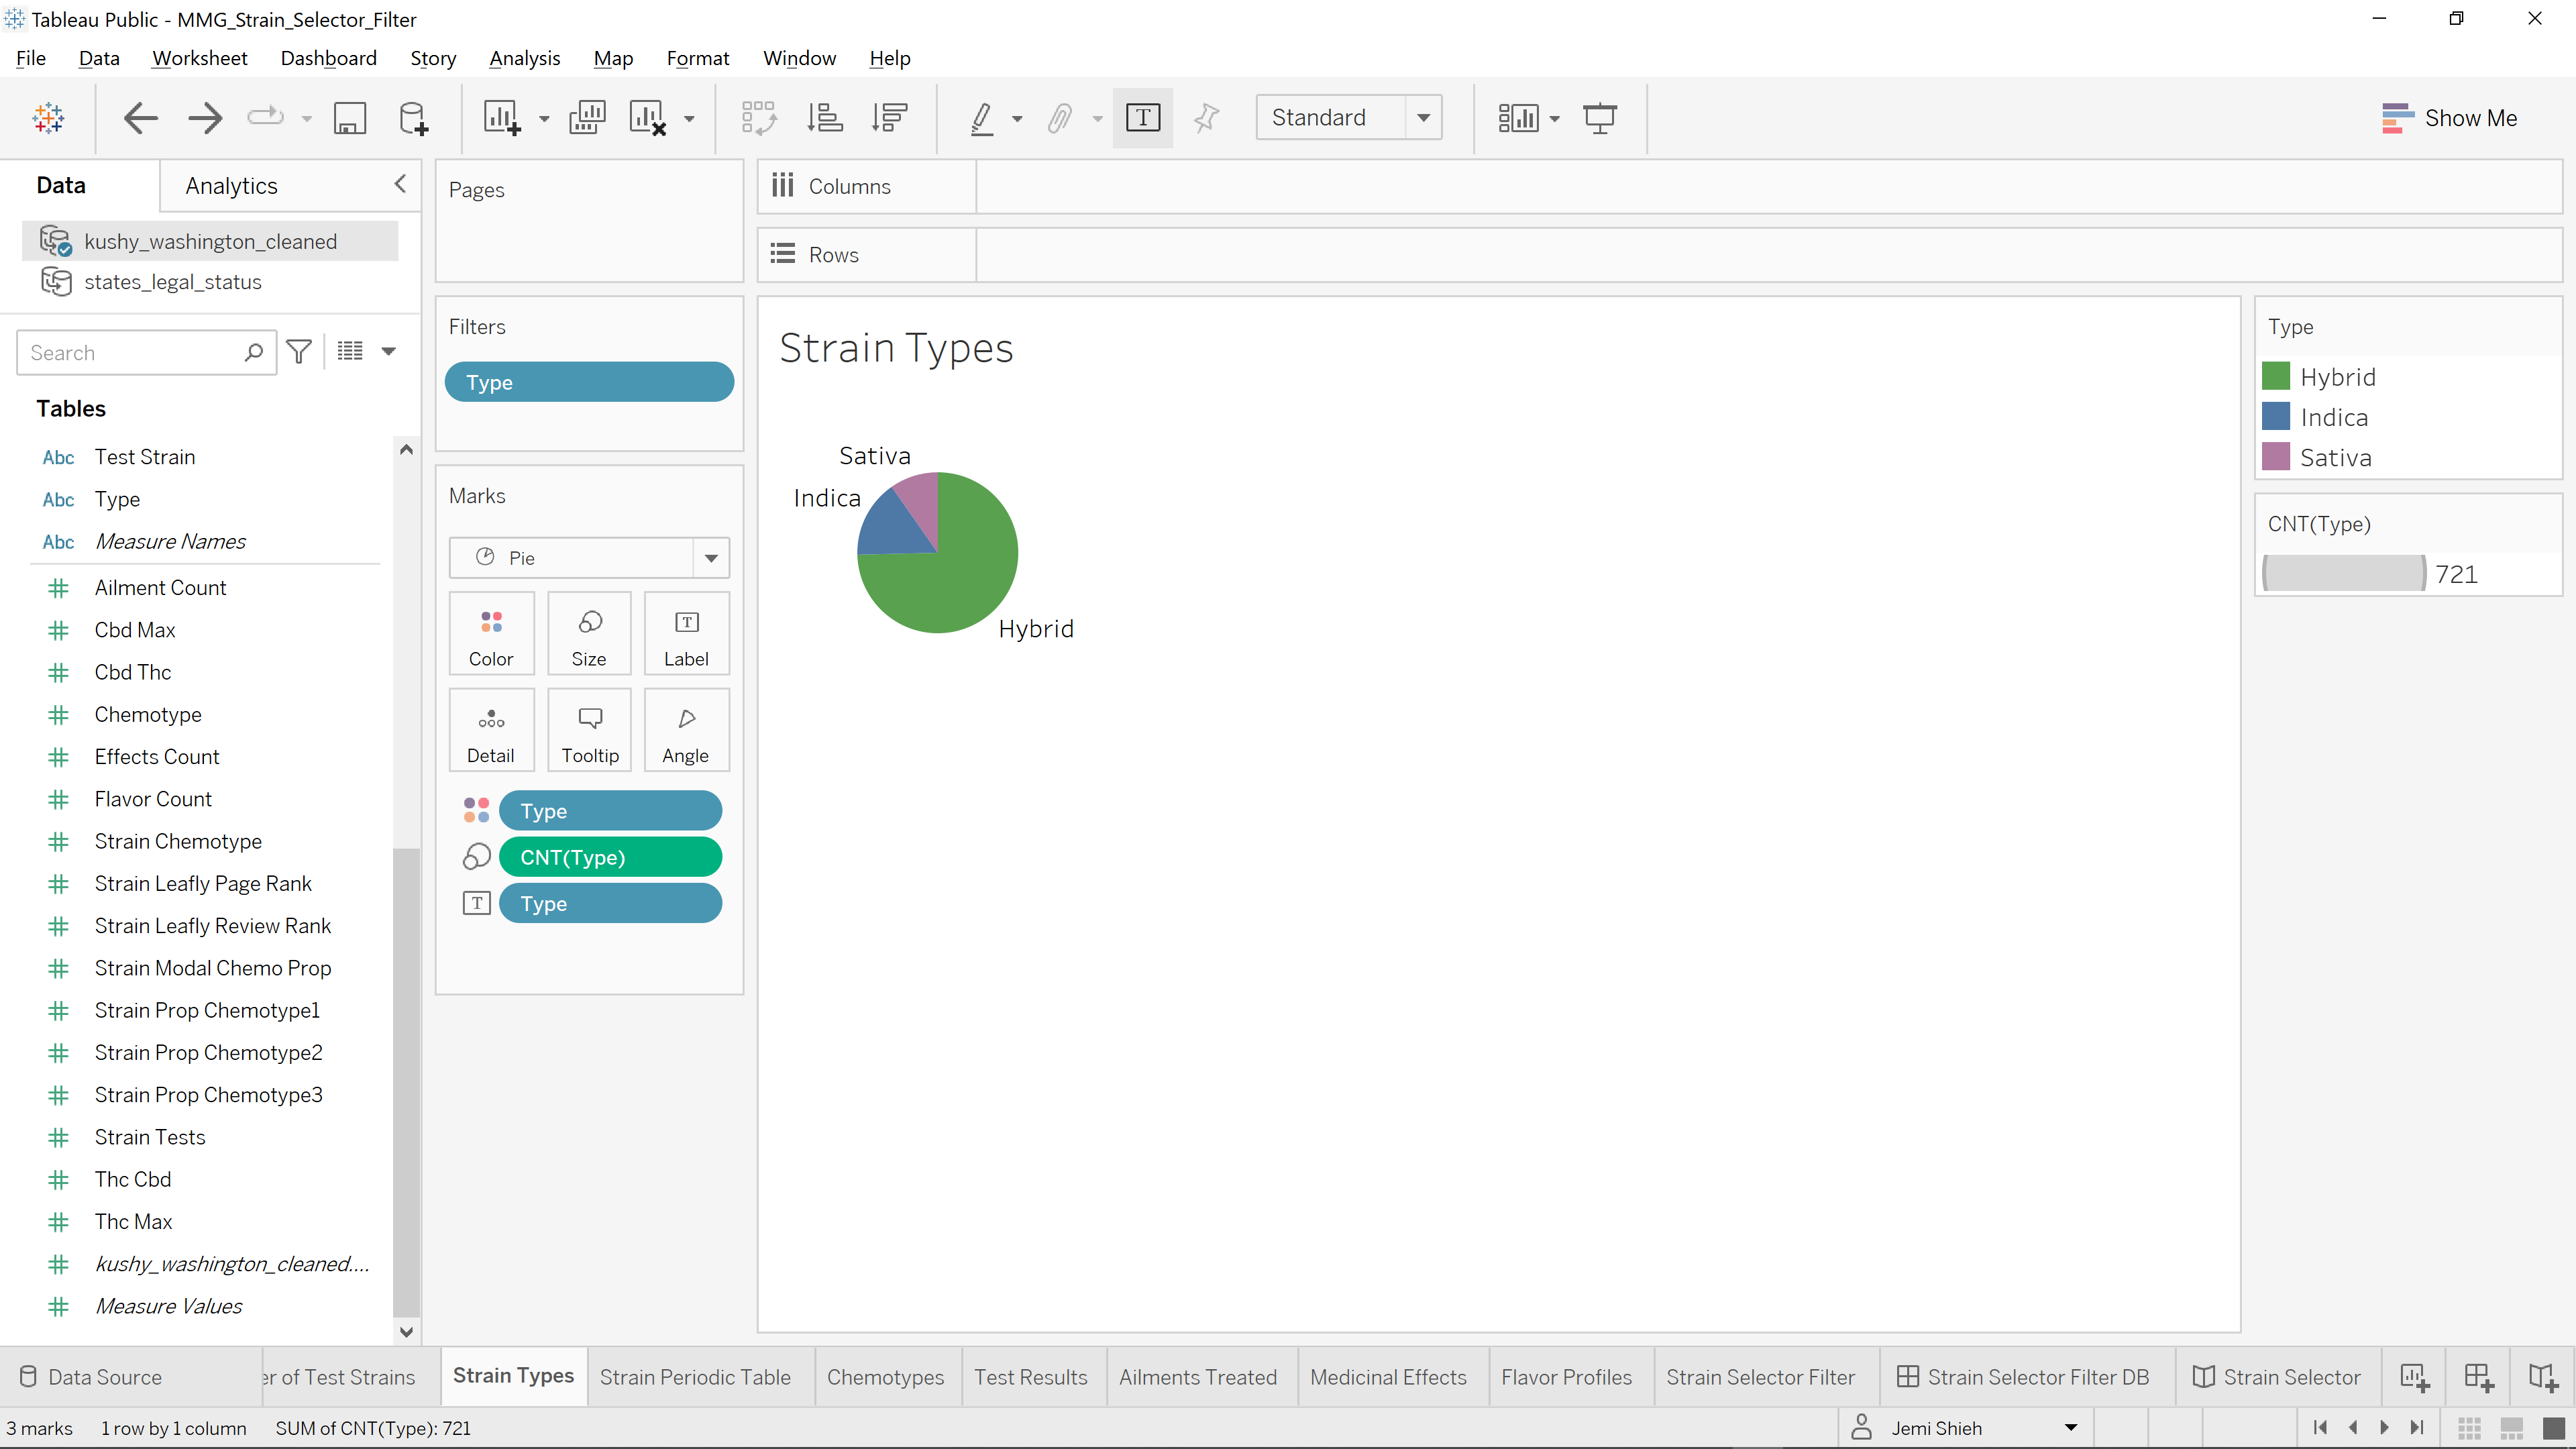 Tableau Public - MMG_Strain_Selector_Filter
File Data Worksheet Dashboard Story Analysis Map Format Window Help
Standard
Show Me
Data Analytics
kushy_washington_cleaned
states_legal_status
Search
Tables
Abc Test Strain
Abc Type
Abc Measure Names
Ailment Count
Cbd Max
Cbd Thc
Chemotype
Effects Count
Flavor Count
Strain Chemotype
Strain Leafly Page Rank
Strain Leafly Review Rank
Strain Modal Chemo Prop
Strain Prop Chemotype1
Strain Prop Chemotype2
Strain Prop Chemotype3
Strain Tests
Thc Cbd
Thc Max
kushy_washington_cleaned....
Measure Values
Pages
Filters
Type
Marks
Pie
Color Size Label
Detail Tooltip Angle
Type
CNT(Type)
T Type
Columns
Rows
Strain Types
Sativa
Indica
Hybrid
Type
Hybrid
Indica
Sativa
CNT(Type)
721
Data Source er of Test Strains Strain Types Strain Periodic Table Chemotypes Test Results Ailments Treated Medicinal Effects Flavor Profiles Strain Selector Filter Strain Selector Filter DB Strain Selector
3 marks 1 row by 1 column SUM of CNT(Type): 721 Jemi Shieh